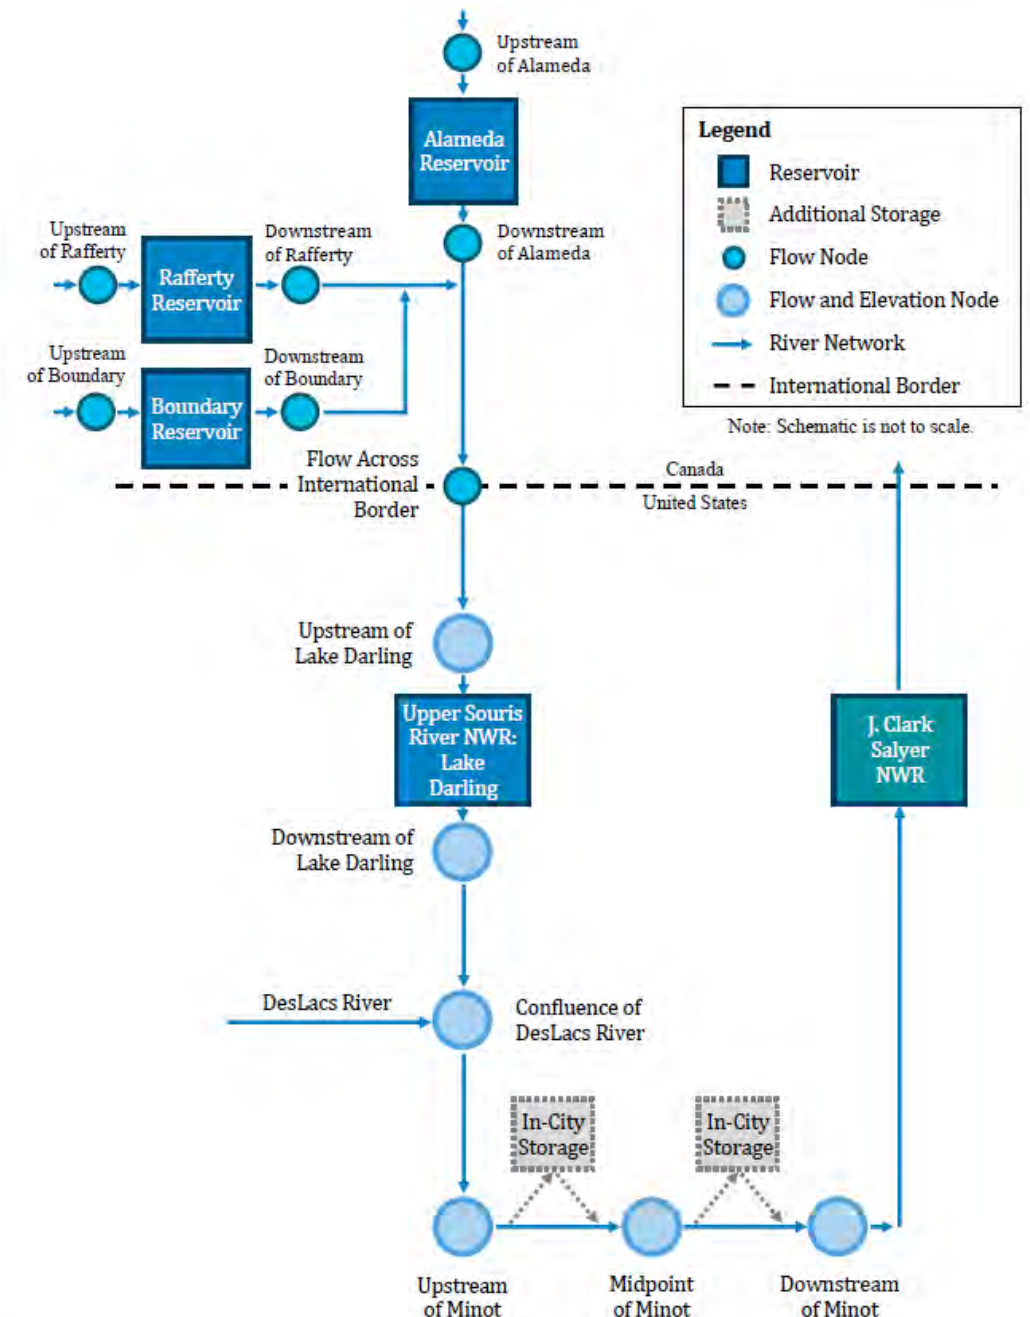 Upstream
of Alameda
Alameda
Reservoir
Legend
Reservoir
Additional Storage
Flow Node
Flow and Elevation Node
River Network
International Border
Note: Schematic is not to scale.
Upstream
of Rafferty
Rafferty
Reservoir
Downstream
of Rafferty
Downstream
of Alameda
Upstream
of Boundary
Boundary
Reservoir
Downstream
of Boundary
Flow Across
International
Border
Canada
United States
Upstream of
Lake Darling
Upper Souris
River NWR:
Lake
Darling
J. Clark
Salyer
NWR
Downstream of
Lake Darling
DesLacs River
Confluence of
DesLacs River
In-City
Storage
In-City
Storage
Upstream
of Minot
Midpoint
of Minot
Downstream
of Minot